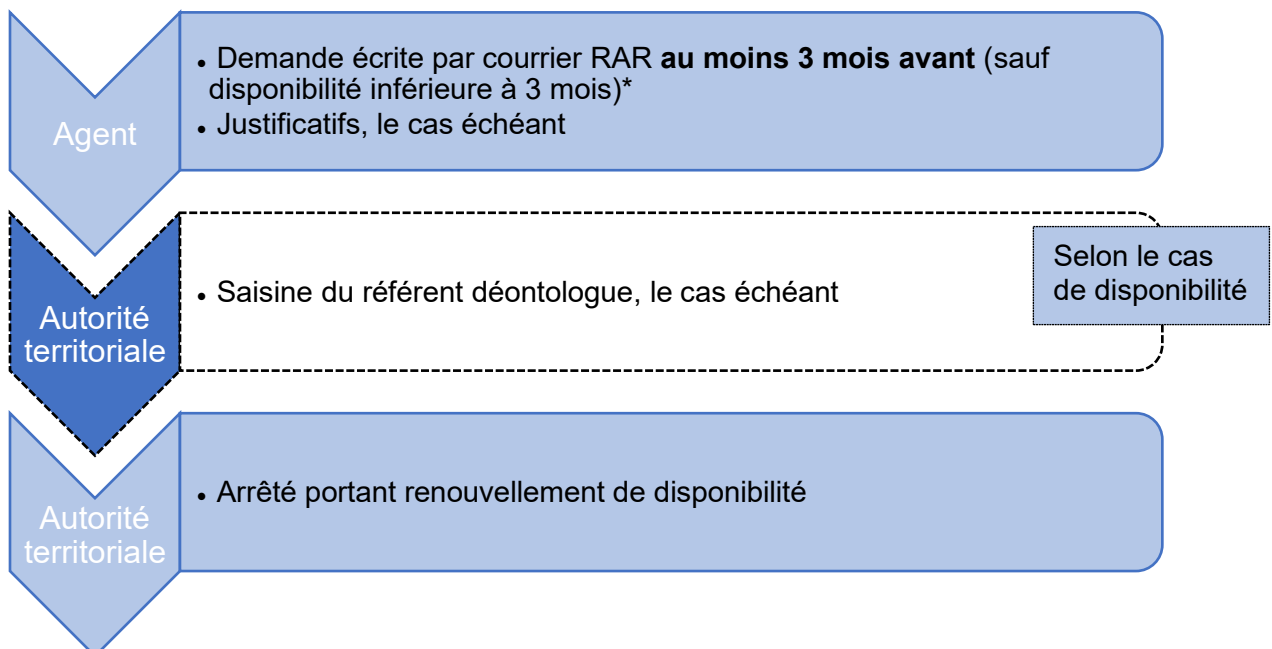 Agent
• Demande écrite par courrier RAR au moins 3 mois avant (sauf
disponibilité inférieure à 3 mois)*
• Justificatifs, le cas échéant
Autorité
territoriale
• Saisine du référent déontologue, le cas échéant
Selon le cas
de disponibilité
Autorité
territoriale
• Arrêté portant renouvellement de disponibilité